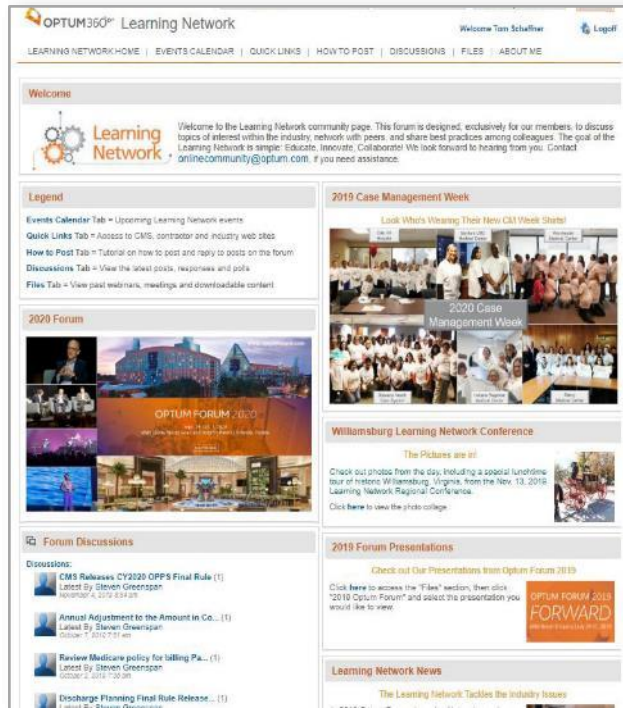 OPTUM360° Learning Network
Welcome Tom Scheffner
Logoff
LEARNING NETWORK HOME | EVENTS CALENDAR | QUICK LINKS | HOW TO POST | DISCUSSIONS | FILES | ABOUT ME
Welcome
Learning Network
Welcome to the Learning Network community page. This forum is designed, exclusively for our members, to discuss
topics of interest within the industry, network with peers, and share best practices among colleagues. The goal of the
Learning Network is simple: Educate, Innovate, Collaborate! We look forward to hearing from you. Contact
onlinecommunity@optum.com, if you need assistance.
Legend
Events Calendar Tab = Upcoming Learning Network events
Quick Links Tab = Access to CMS, contractor and industry web sites
How to Post Tab = Tutorial on how to post and reply to posts on the forum
Discussions Tab = View the latest posts, responses and polls
Files Tab = View past webinars, meetings and downloadable content
2020 Forum
OPTUM FORUM 2020
Forum Discussions
Discussions:
CMS Releases CY2020 OPPS Final Rule (1)
Latest By Steven Greenspan
Annual Adjustment to the Amount in Co... (1)
Latest By Steven Greenspan
Review Medicare policy for billing Pa... (1)
Latest By Steven Greenspan
Discharge Planning Final Rule Release... (1)
Latest By Steven Greenspan
2019 Case Management Week
Look Who's Wearing Their New CM Week Shirts!
2020 Case
Management Week
Williamsburg Learning Network Conference
The Pictures are in!
Check out photos from the day, including a special lunchtime
tour of historic Williamsburg, Virginia, from the Nov. 13, 2019
Learning Network Regional Conference.
Click here to view the photo collage
2019 Forum Presentations
Check out Our Presentations from Optum Forum 2019
Click here to access the "Files" section, then click
"2019 Optum Forum" and select the presentation you
would like to view.
OPTUM FORUM 2019
FORWARD
Learning Network News
The Learning Network Tackles the Industry Issues